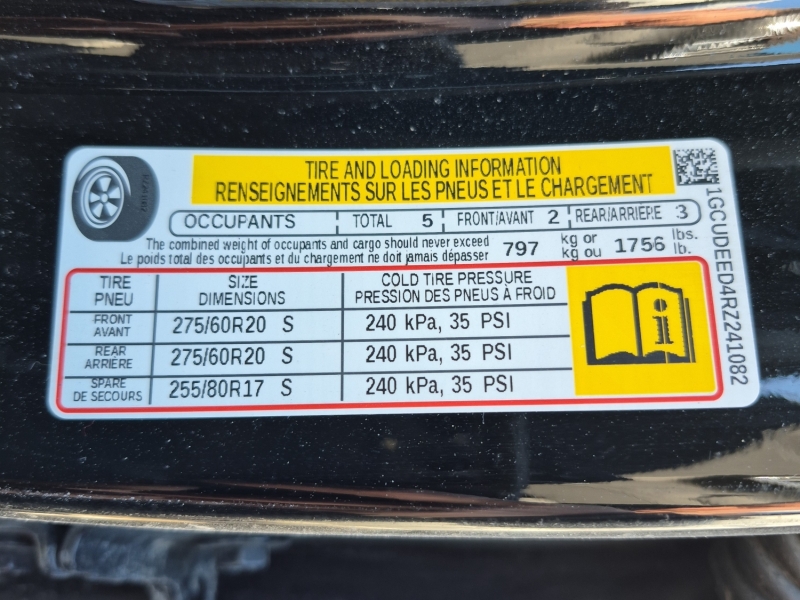 TIRE AND LOADING INFORMATION
RENSEIGNEMENTS SUR LES PNEUS ET LE CHARGEMENT
OCCUPANTS TOTAL 5 FRONT/AVANT 2 REAR/ARRIÈRE 3
The combined weight of occupants and cargo should never exceed
Le poids total des occupants et du chargement ne doit jamais dépasser
797 kg or kg ou 1756 lbs. lb.
TIRE PNEU SIZE DIMENSIONS COLD TIRE PRESSURE PRESSION DES PNEUS À FROID
FRONT AVANT 275/60R20 S 240 kPa, 35 PSI
REAR ARRIÈRE 275/60R20 S 240 kPa, 35 PSI
SPARE DE SECOURS 255/80R17 S 240 kPa, 35 PSI
1GCUDEED4RZ241082